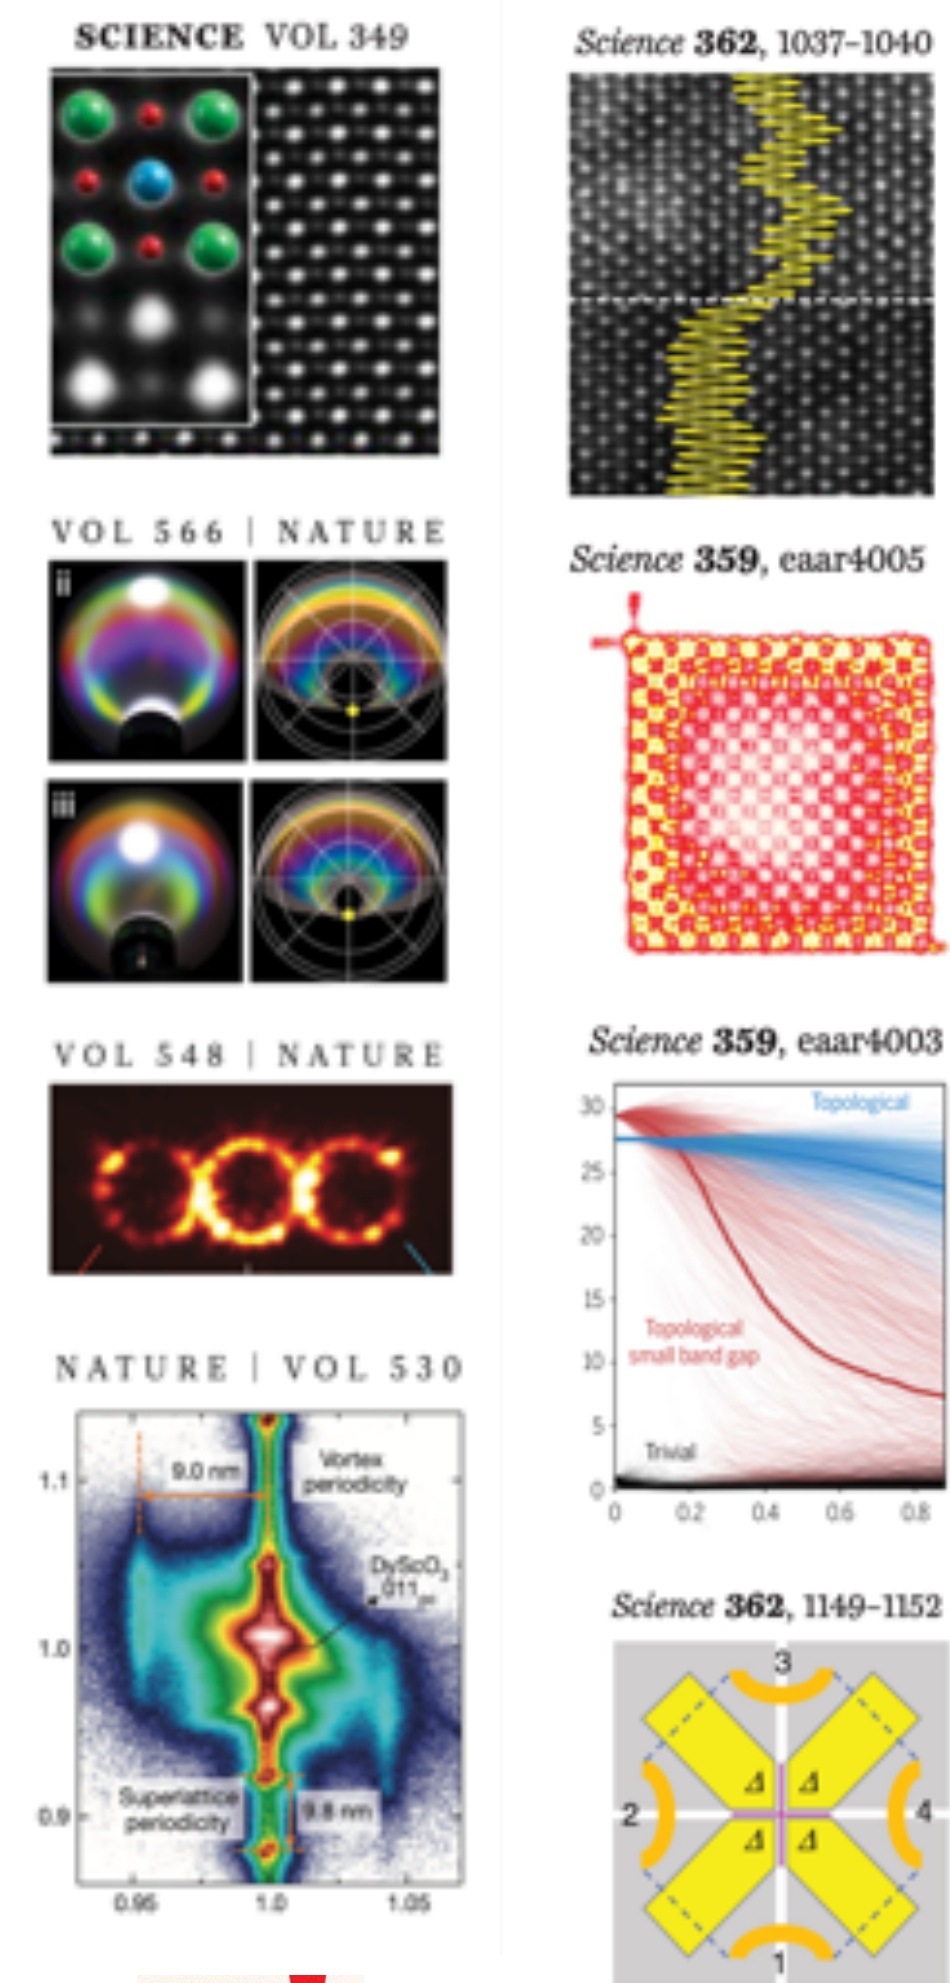 SCIENCE VOL 349
VOL 566 | NATURE
ii
iii
VOL 548 | NATURE
NATURE | VOL 530
9.0 nm
Vortex
periodicity
DyScO3
011pc
1.1
1.0
0.9
Superlattice
periodicity
9.8 nm
0.95
1.0
1.05
Science 362, 1037–1040
Science 359, eaar4005
Science 359, eaar4003
30
25
20
15
10
5
0
Topological
Topological
small band gap
Trivial
0
0.2
0.4
0.6
0.8
Science 362, 1149–1152
3
Δ Δ
2
4
Δ Δ
1